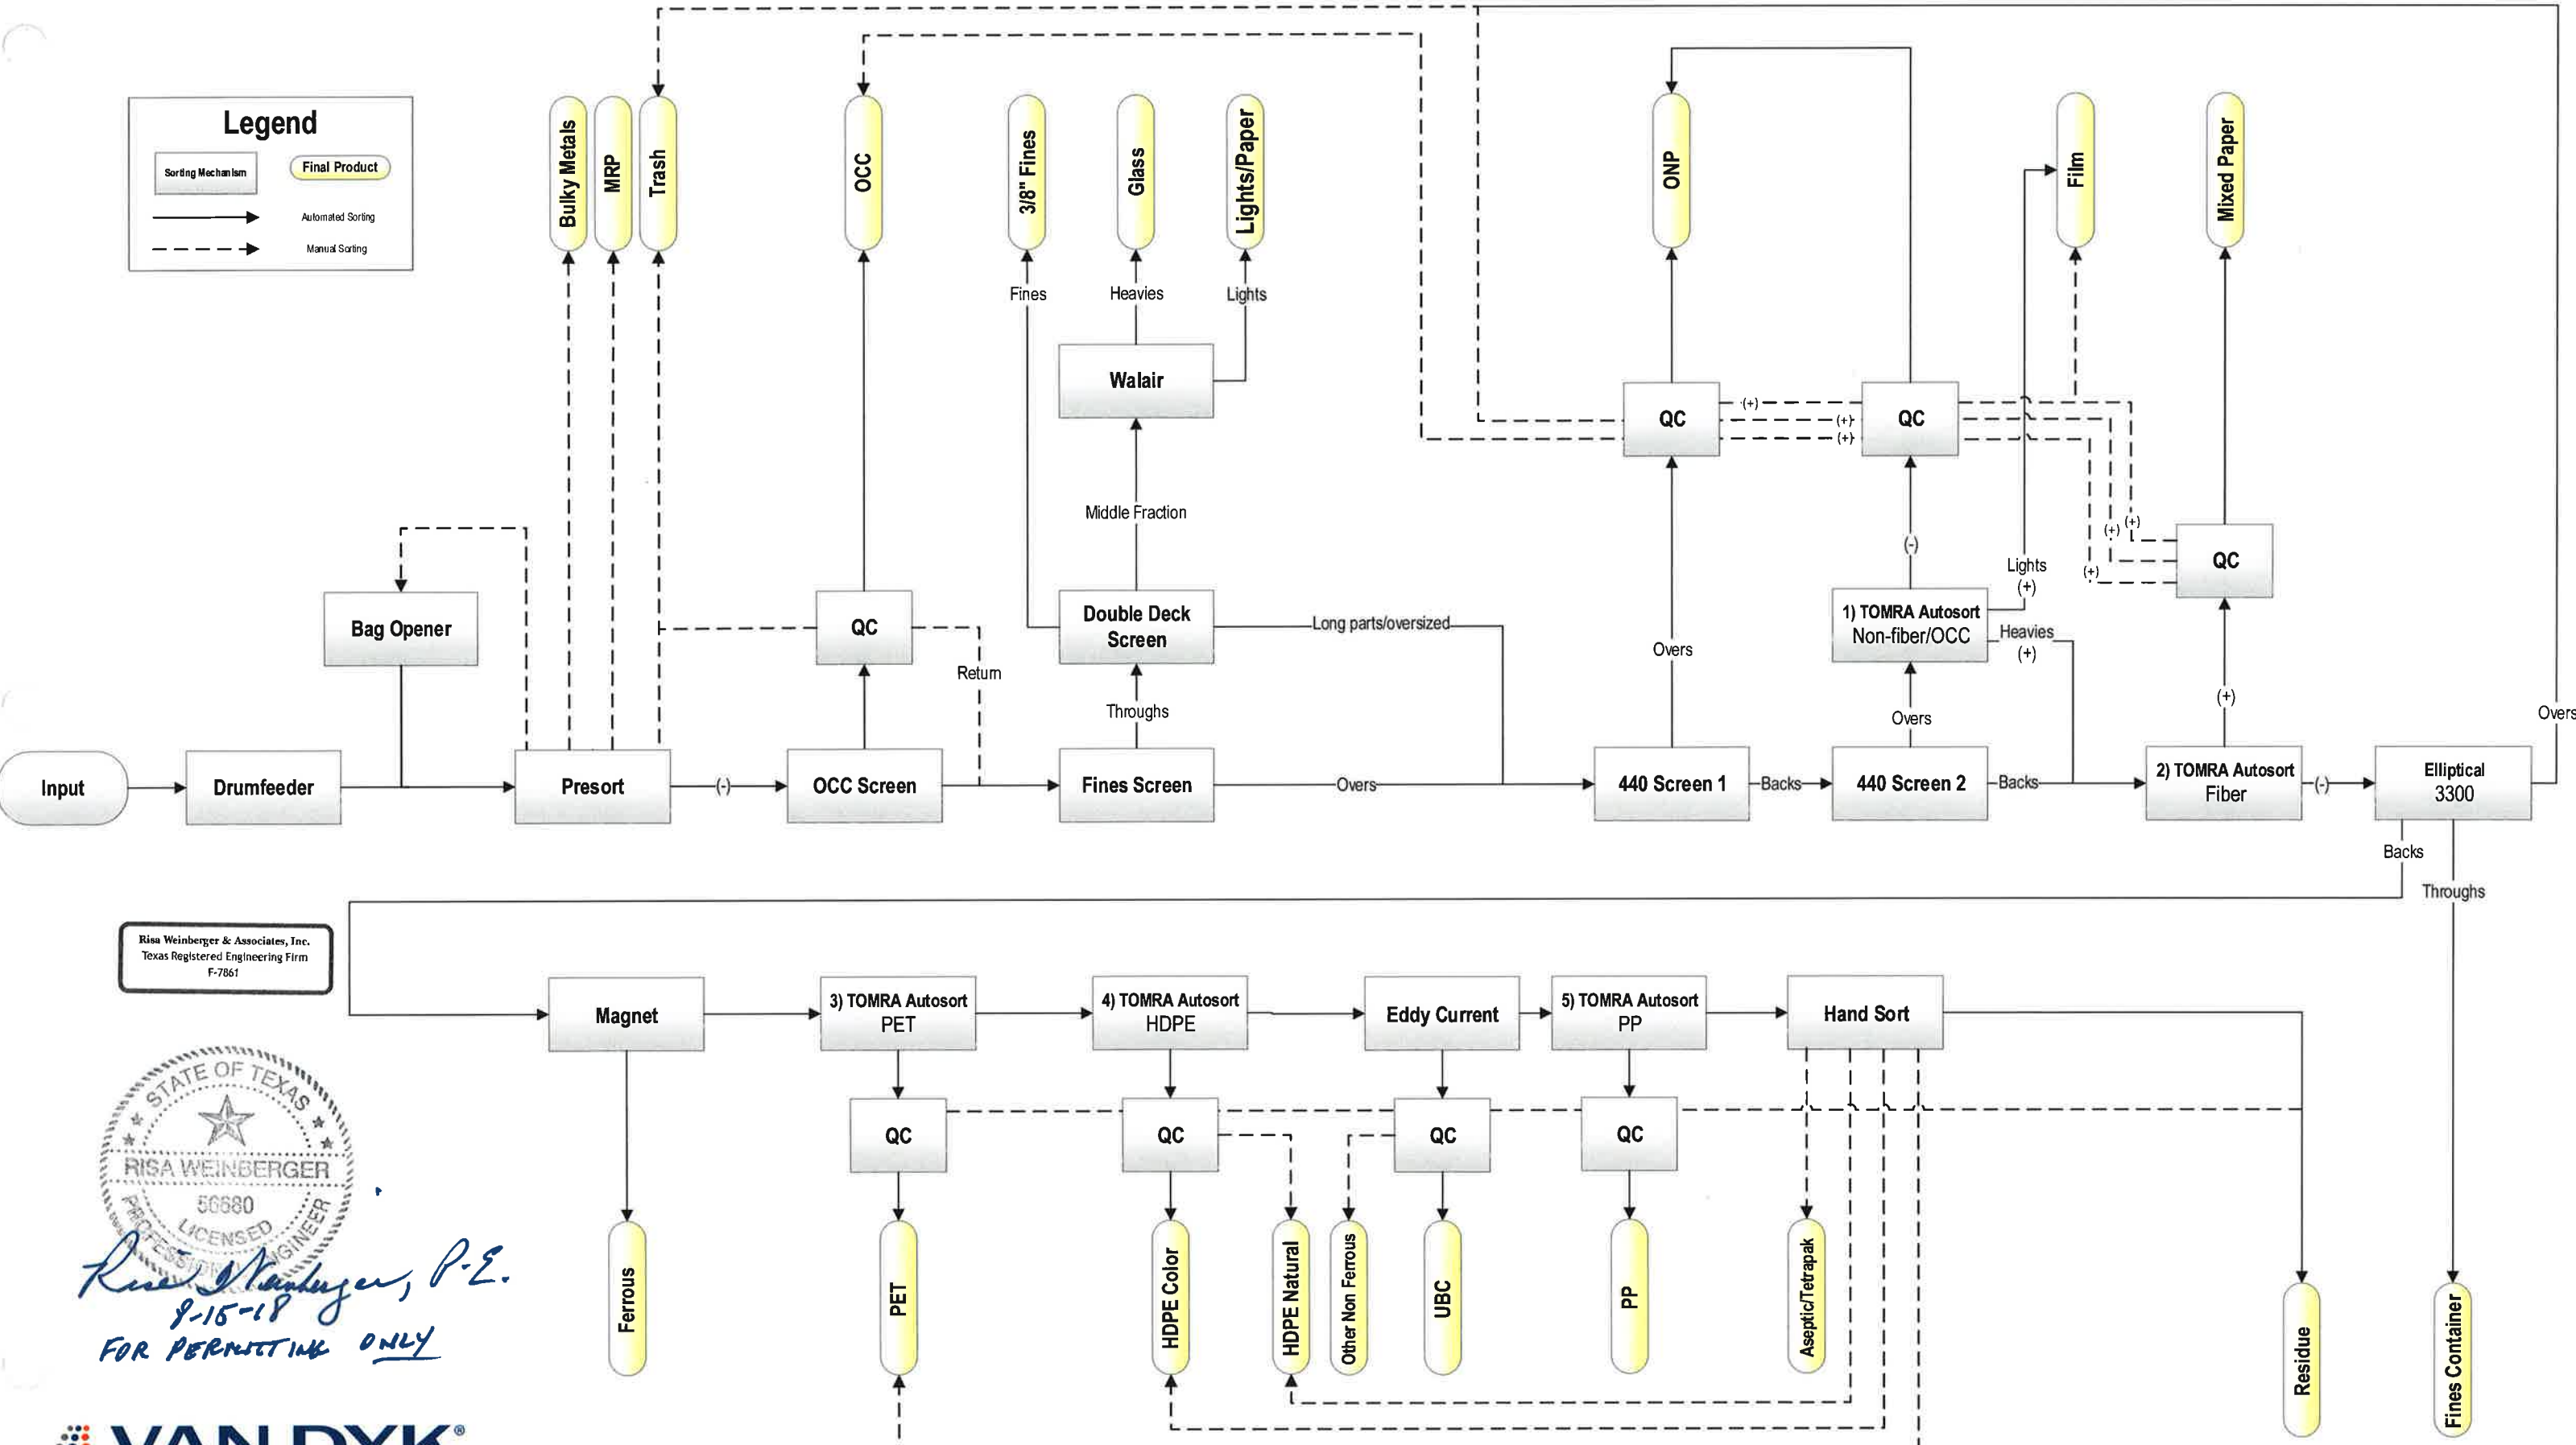 Legend
Sorting Mechanism
Final Product
Automated Sorting
Manual Sorting
Bulky Metals
MRP
Trash
OCC
3/8" Fines
Glass
Lights/Paper
ONP
Film
Mixed Paper
Fines
Heavies
Lights
Walair
QC
(+)
(+)
(+)
QC
Middle Fraction
(-)
(+)
(+)
(+)
QC
Bag Opener
QC
Return
Double Deck
Screen
Long parts/oversized
Throughs
Overs
1) TOMRA Autosort
Non-fiber/OCC
Lights
(+)
Heavies
(+)
Overs
(+)
Overs
Input
Drumfeeder
Presort
(-)
OCC Screen
Fines Screen
Overs
440 Screen 1
Backs
440 Screen 2
Backs
2) TOMRA Autosort
Fiber
(-)
Elliptical
3300
Backs
Throughs
Risa Weinberger & Associates, Inc.
Texas Registered Engineering Firm
F-7861
Magnet
3) TOMRA Autosort
PET
4) TOMRA Autosort
HDPE
Eddy Current
5) TOMRA Autosort
PP
Hand Sort
QC
QC
QC
QC
STATE OF TEXAS
RISA WEINBERGER
56680
LICENSED
PROFESSIONAL ENGINEER
Risa Weinberger, P.E.
8-15-18
FOR PERMITTING ONLY
Ferrous
PET
HDPE Color
HDPE Natural
Other Non Ferrous
UBC
PP
Aseptic/Tetrapak
Residue
Fines Container
VAN DYK®